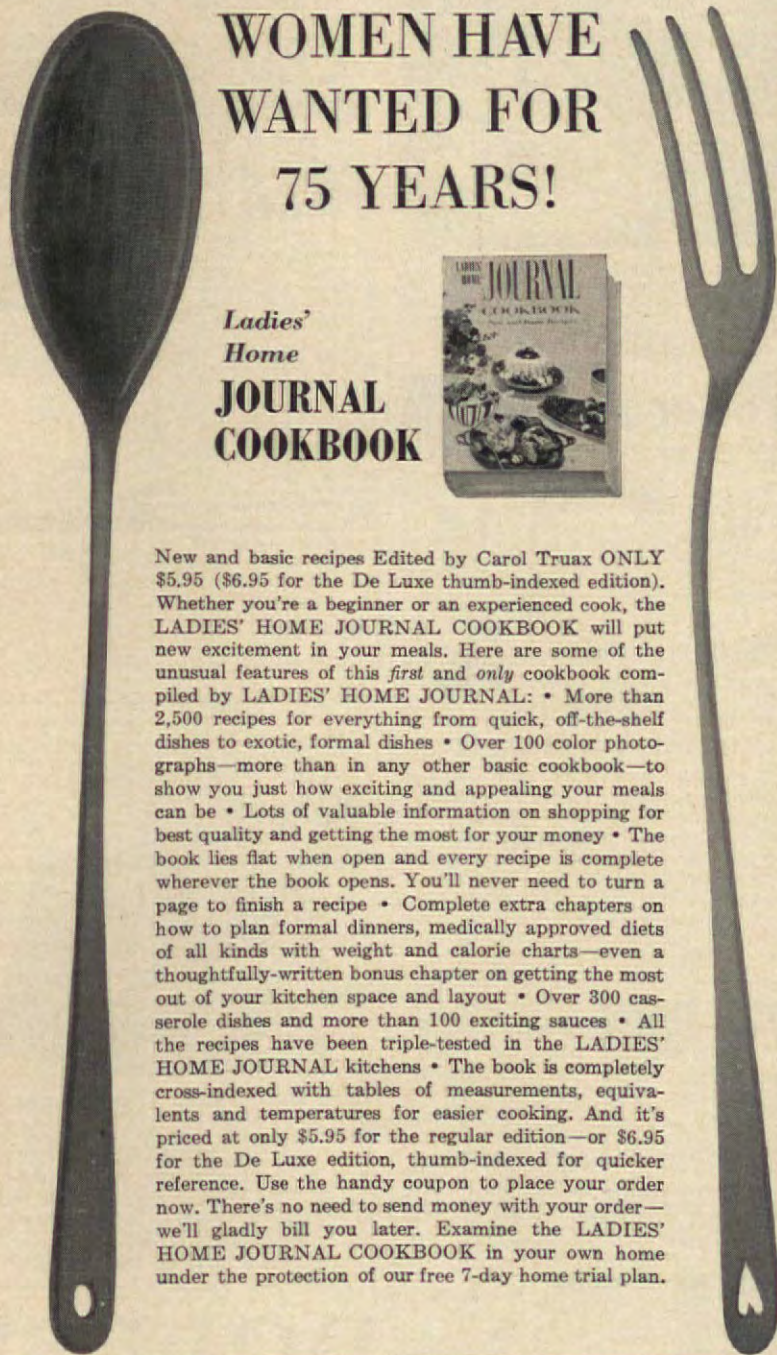 WOMEN HAVE
WANTED FOR
75 YEARS!
Ladies'
Home
JOURNAL
COOKBOOK
LADIES'
HOME
JOURNAL
COOKBOOK
New and basic recipes Edited by Carol Truax ONLY
$5.95 ($6.95 for the De Luxe thumb-indexed edition).
Whether you're a beginner or an experienced cook, the
LADIES' HOME JOURNAL COOKBOOK will put
new excitement in your meals. Here are some of the
unusual features of this first and only cookbook com-
piled by LADIES' HOME JOURNAL: • More than
2,500 recipes for everything from quick, off-the-shelf
dishes to exotic, formal dishes • Over 100 color photo-
graphs—more than in any other basic cookbook—to
show you just how exciting and appealing your meals
can be • Lots of valuable information on shopping for
best quality and getting the most for your money • The
book lies flat when open and every recipe is complete
wherever the book opens. You'll never need to turn a
page to finish a recipe • Complete extra chapters on
how to plan formal dinners, medically approved diets
of all kinds with weight and calorie charts—even a
thoughtfully-written bonus chapter on getting the most
out of your kitchen space and layout • Over 300 cas-
serole dishes and more than 100 exciting sauces • All
the recipes have been triple-tested in the LADIES'
HOME JOURNAL kitchens • The book is completely
cross-indexed with tables of measurements, equiva-
lents and temperatures for easier cooking. And it's
priced at only $5.95 for the regular edition—or $6.95
for the De Luxe edition, thumb-indexed for quicker
reference. Use the handy coupon to place your order
now. There's no need to send money with your order—
we'll gladly bill you later. Examine the LADIES'
HOME JOURNAL COOKBOOK in your own home
under the protection of our free 7-day home trial plan.